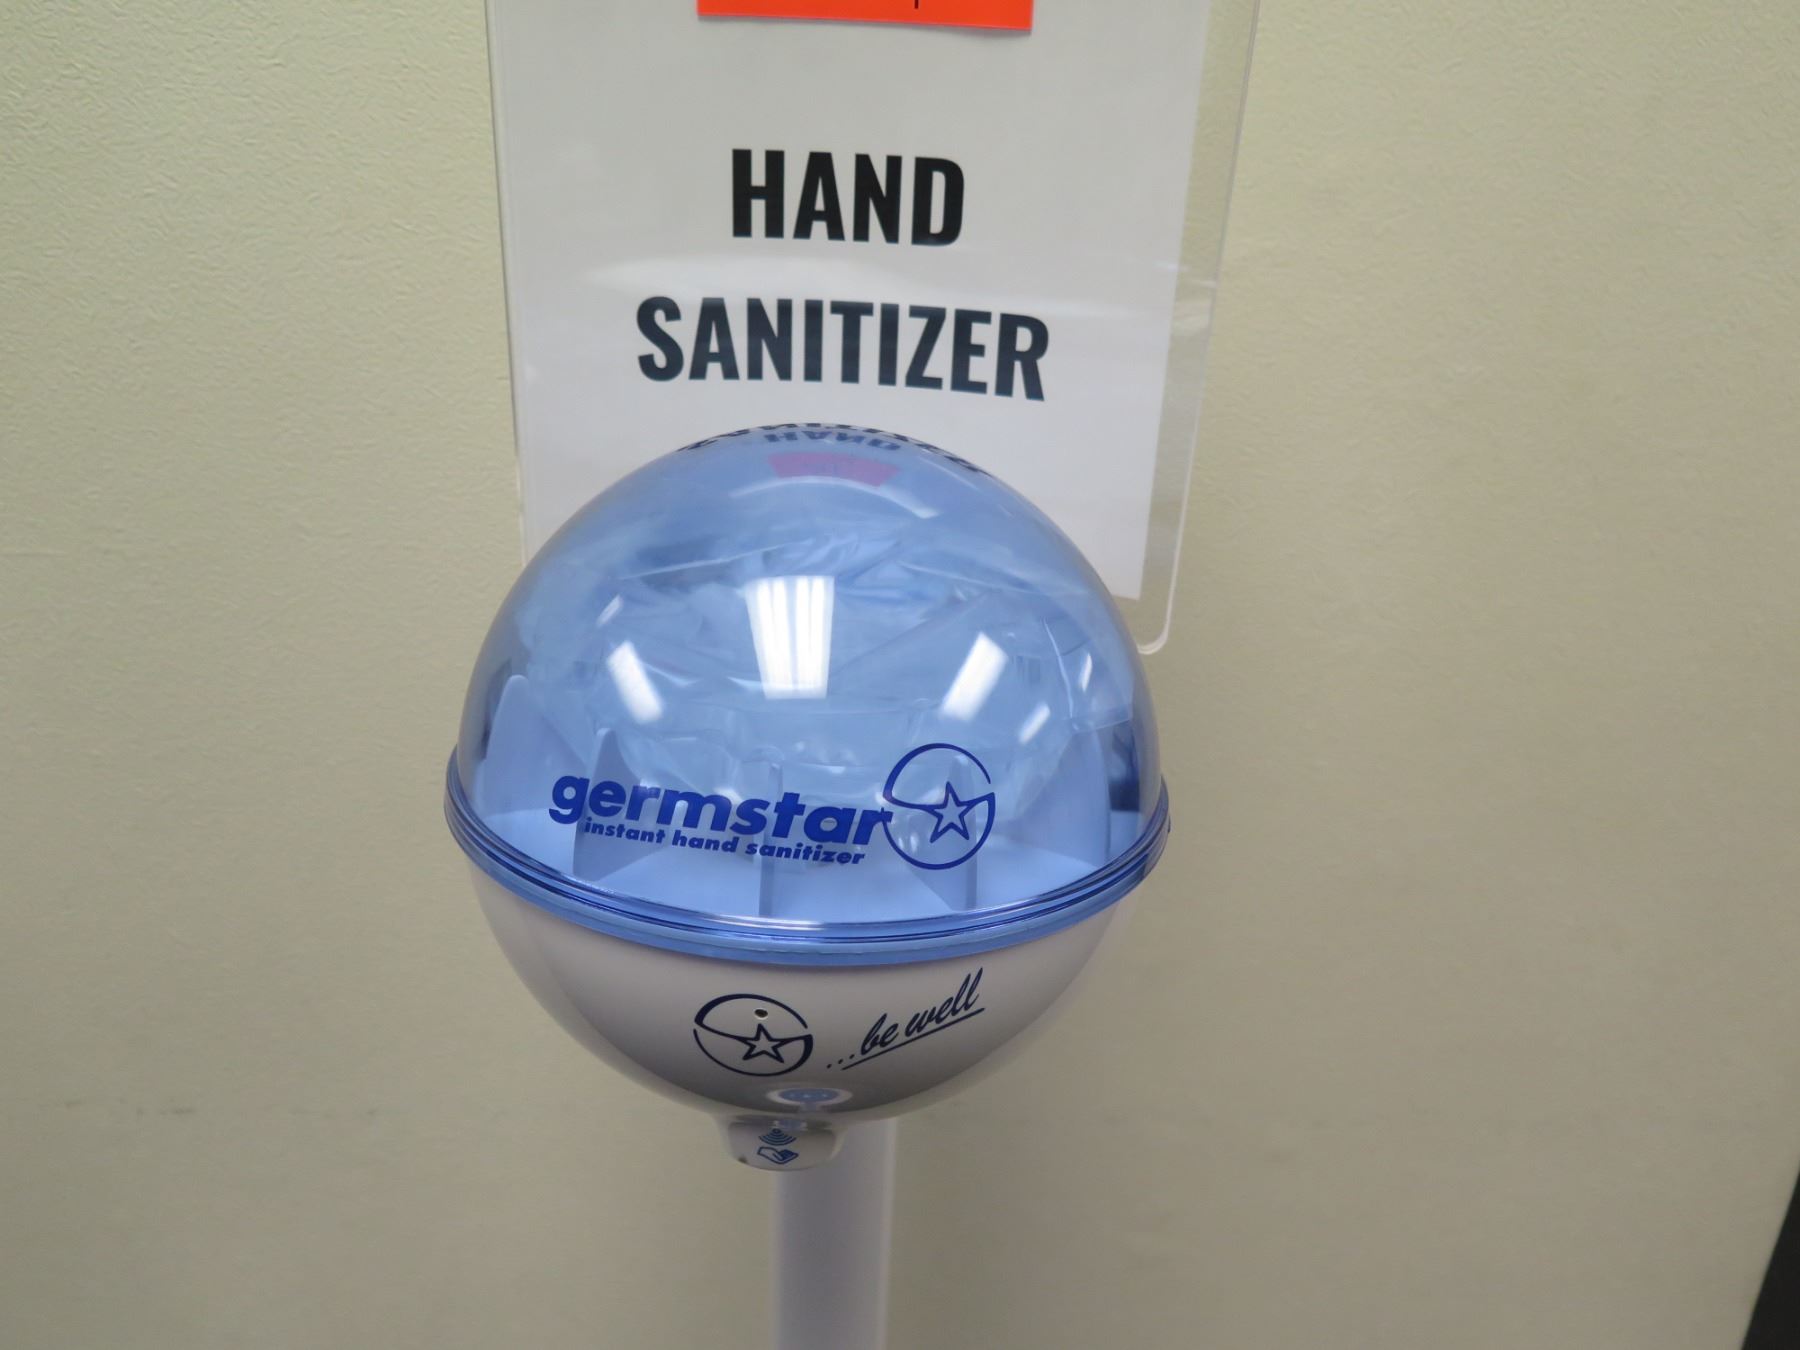 HAND
SANITIZER
germstar
instant hand sanitizer
...be well